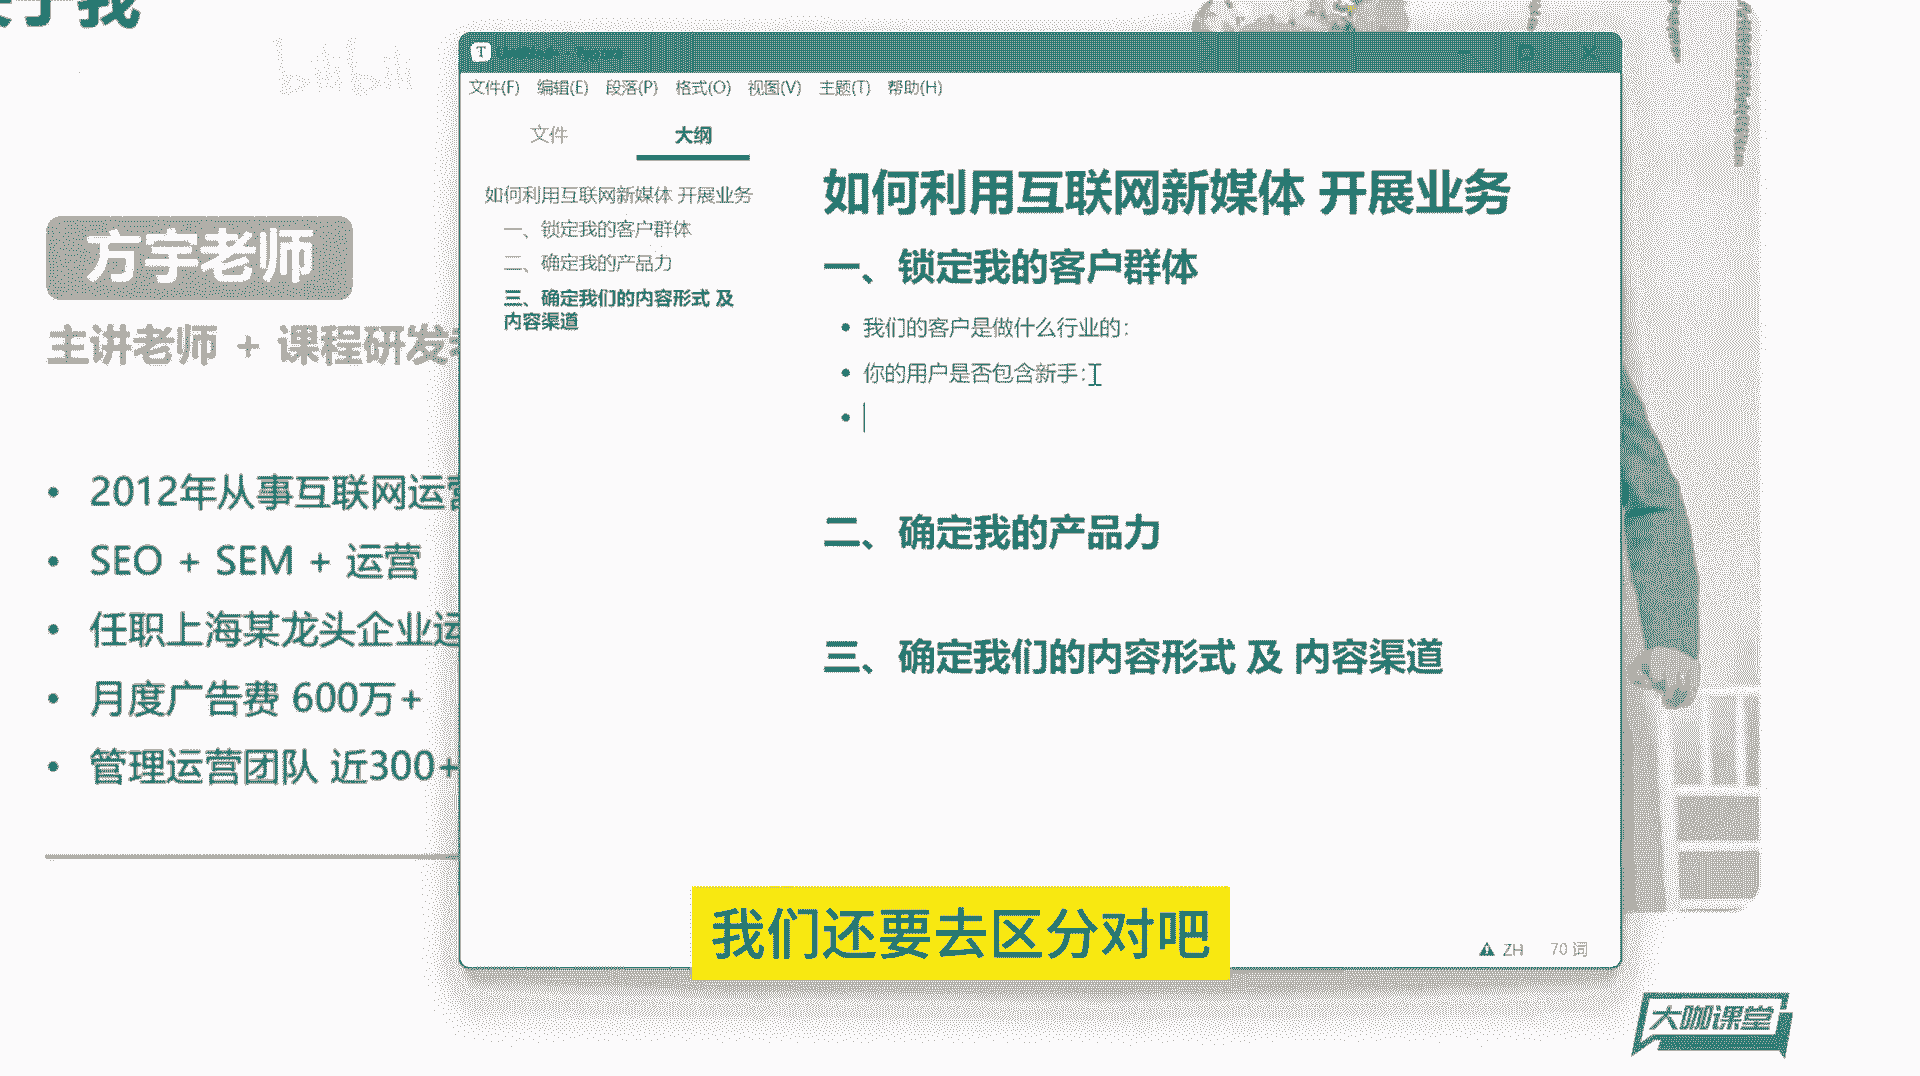 关于我
bilibili
方宇老师
主讲老师 + 课程研发
2012年从事互联网运营
SEO + SEM + 运营
任职上海某龙头企业运
月度广告费 600万+
管理运营团队 近300+
T
文件(F) 编辑(E) 段落(P) 格式(O) 视图(V) 主题(T) 帮助(H)
文件 大纲
如何利用互联网新媒体 开展业务
一、锁定我的客户群体
二、确定我的产品力
三、确定我们的内容形式 及
内容渠道
如何利用互联网新媒体 开展业务
一、锁定我的客户群体
我们的客户是做什么行业的：
你的用户是否包含新手：
二、确定我的产品力
三、确定我们的内容形式 及 内容渠道
ZH 70 词
我们还要去区分对吧
大咖课堂